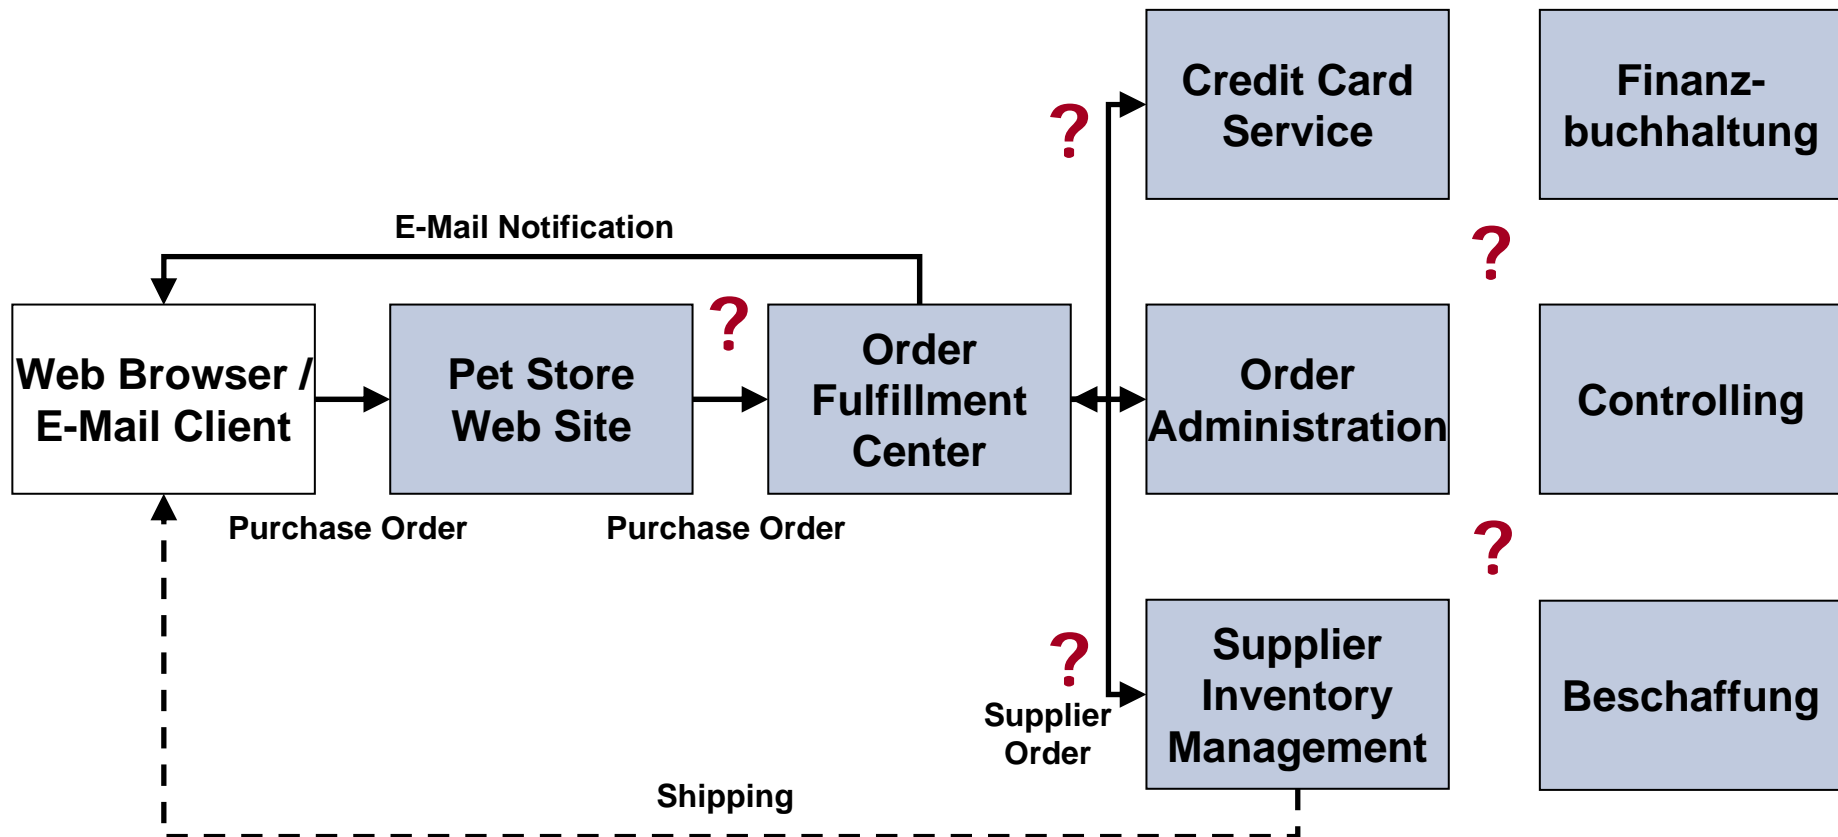 Credit Card
Service
Finanz-
buchhaltung
?
E-Mail Notification
?
?
Web Browser /
E-Mail Client
Pet Store
Web Site
Order
Fulfillment
Center
Order
Administration
Controlling
Purchase Order
Purchase Order
?
?
Supplier
Order
Supplier
Inventory
Management
Beschaffung
Shipping